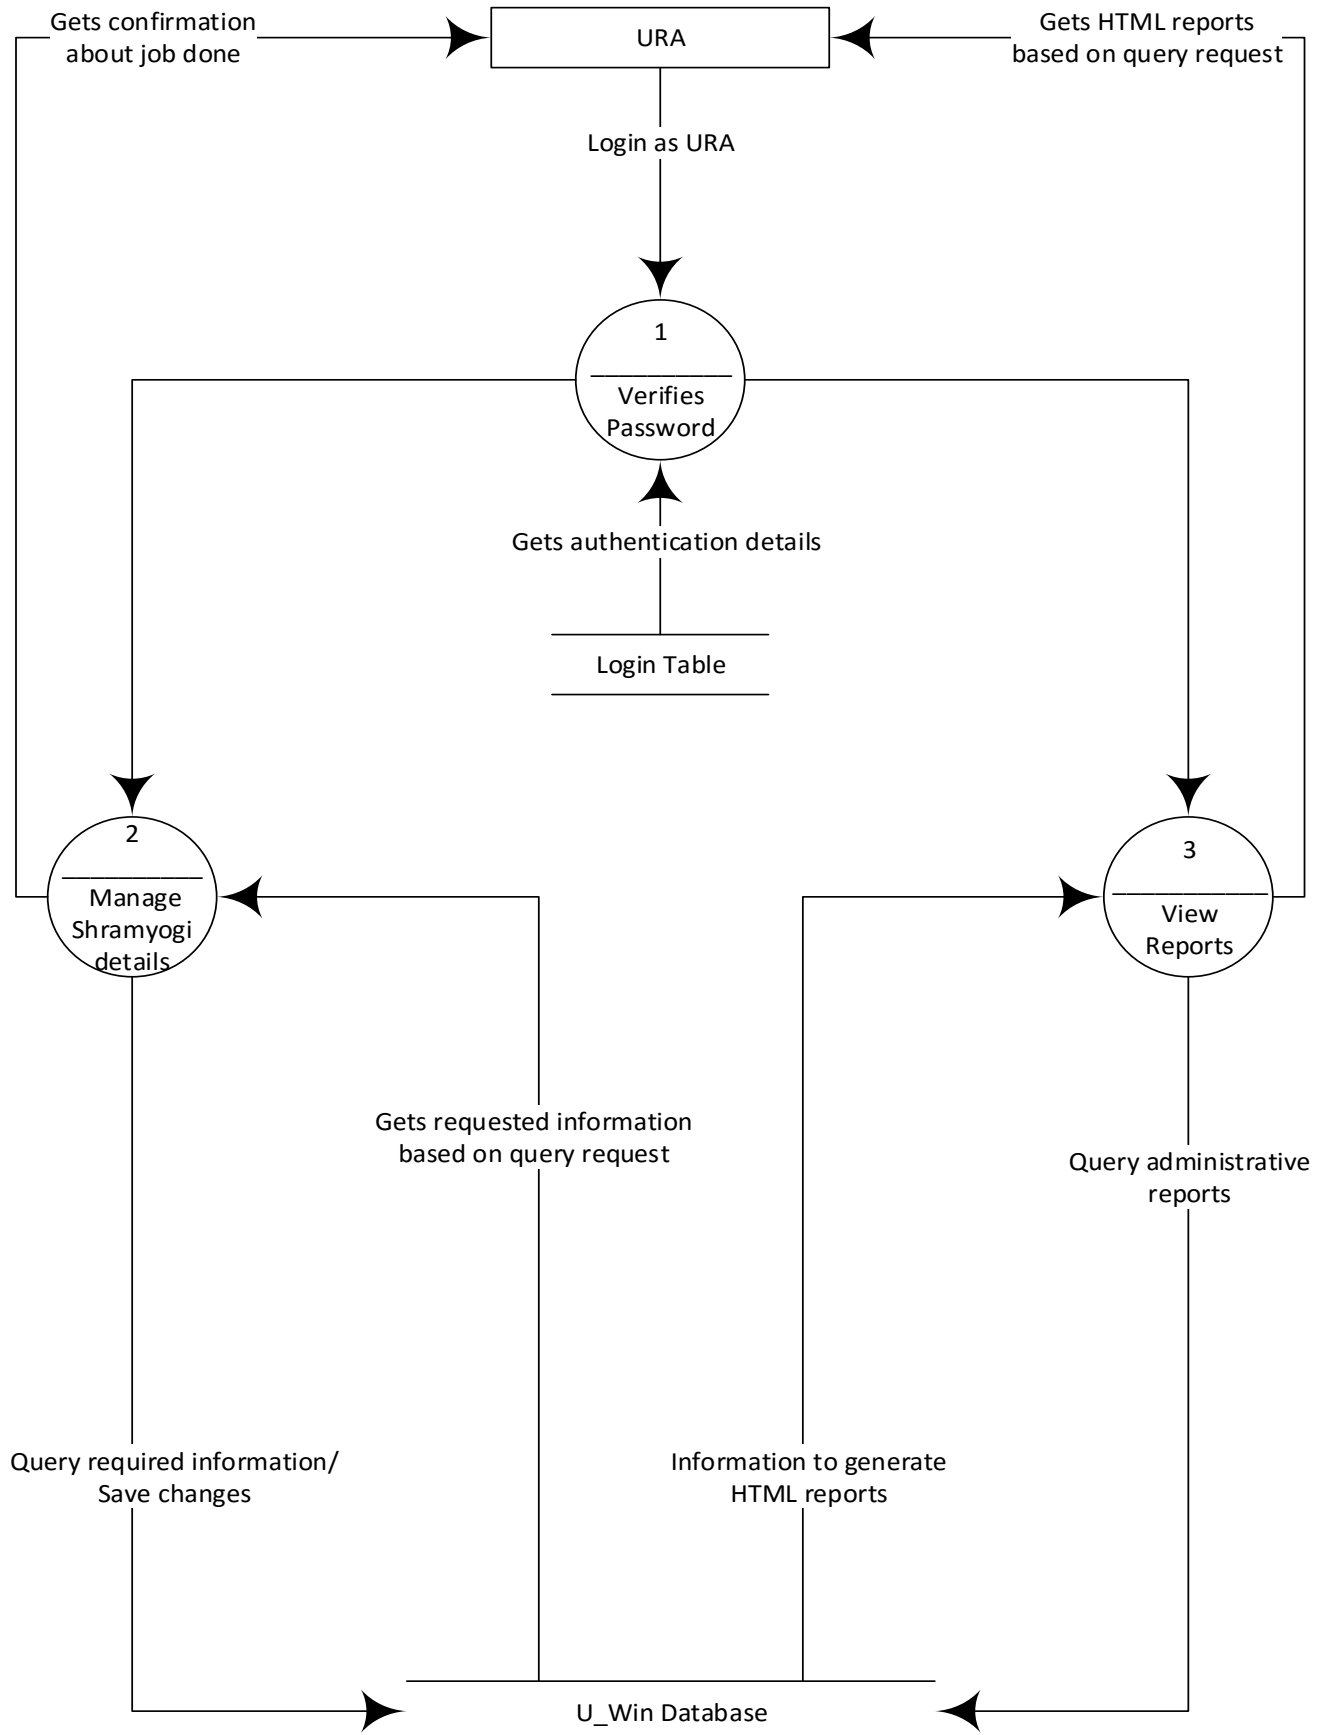 Gets confirmation
about job done
URA
Gets HTML reports
based on query request
Login as URA
1
Verifies
Password
Gets authentication details
Login Table
2
Manage
Shramyogi
details
3
View
Reports
Gets requested information
based on query request
Query administrative
reports
Query required information/
Save changes
Information to generate
HTML reports
U_Win Database